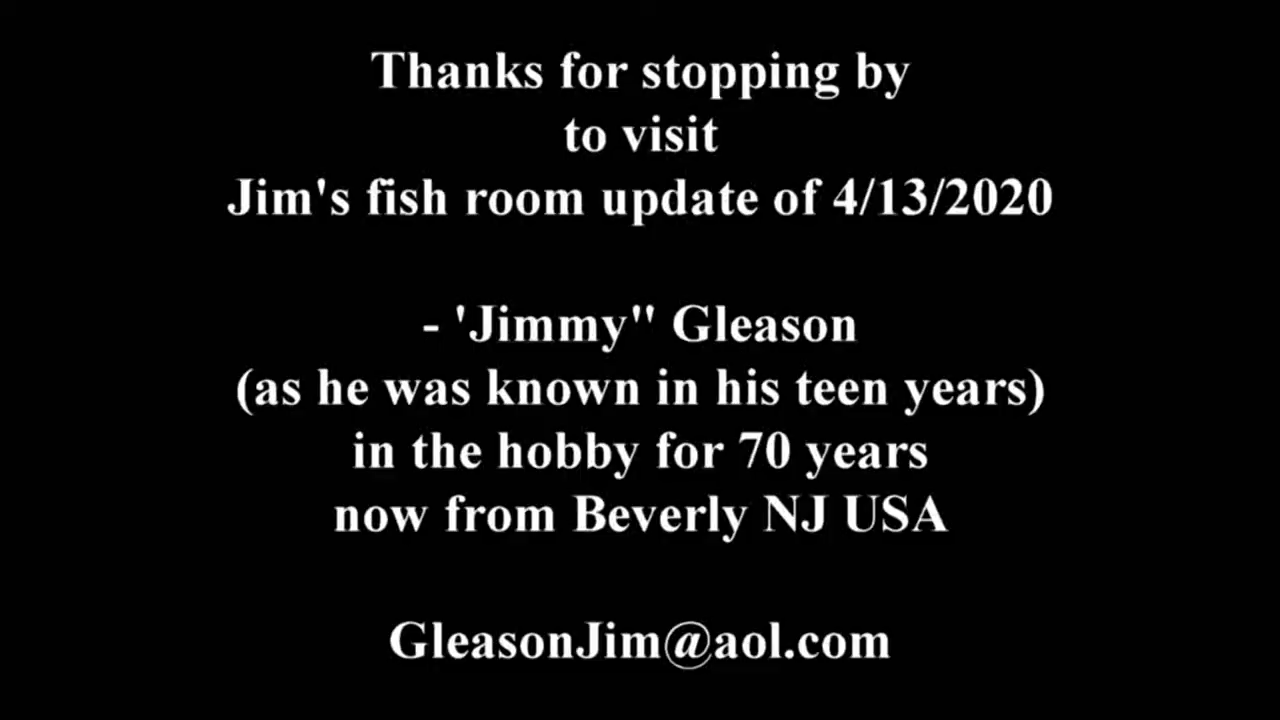 Thanks for stopping by
to visit
Jim's fish room update of 4/13/2020
- 'Jimmy" Gleason
(as he was known in his teen years)
in the hobby for 70 years
now from Beverly NJ USA
GleasonJim@aol.com